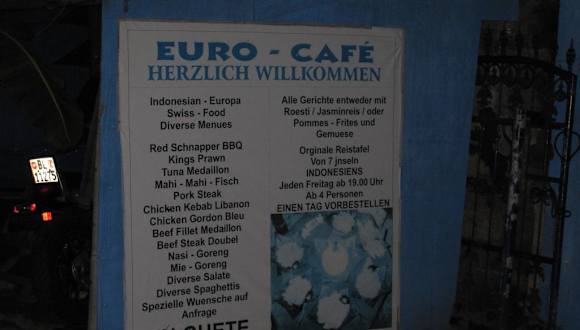 EURO - CAFÉ
HERZLICH WILLKOMMEN
Indonesian - Europa
Swiss - Food
Diverse Menues
Red Schnapper BBQ
Kings Prawn
Tuna Medaillon
Mahi - Mahi - Fisch
Pork Steak
Chicken Kebab Libanon
Chicken Gordon Bleu
Beef Fillet Medaillon
Beef Steak Doubel
Nasi - Goreng
Mie - Goreng
Diverse Salate
Diverse Spaghettis
Spezielle Wuensche auf
Anfrage
Alle Gerichte entweder mit
Roesti / Jasminreis / oder
Pommes - Frites und
Gemuese
Orginale Reistafel
Von 7 jnseln
INDONESIENS
Jeden Freitag ab 19.00 Uhr
Ab 4 Personen
EINEN TAG VORBESTELLEN
BL
11275